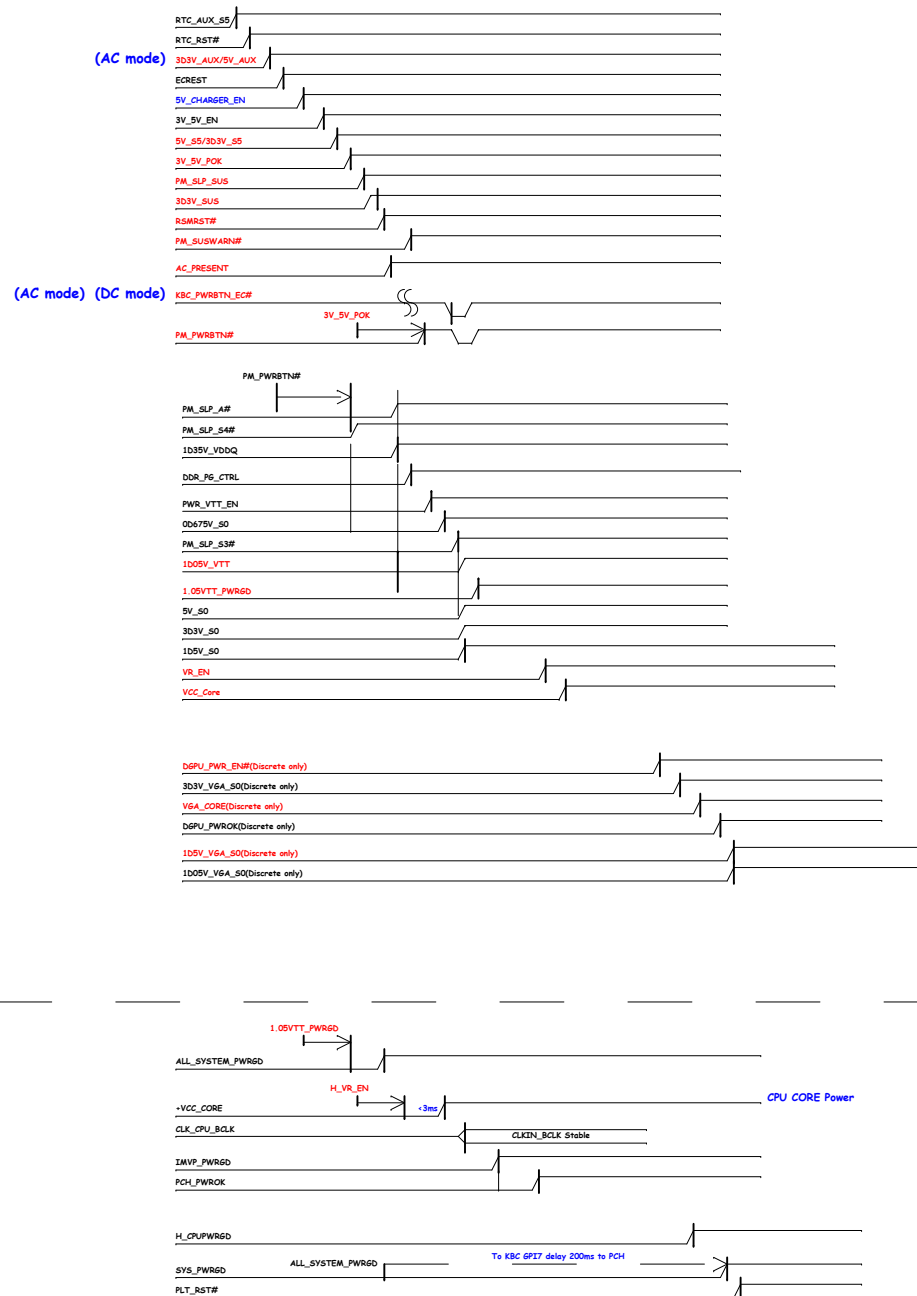 RTC_AUX_S5
RTC_RST#
(AC mode)
3D3V_AUX/5V_AUX
ECREST
5V_CHARGER_EN
3V_5V_EN
5V_S5/3D3V_S5
3V_5V_POK
PM_SLP_SUS
3D3V_SUS
RSMRST#
PM_SUSWARN#
AC_PRESENT
(AC mode) (DC mode)
KBC_PWRBTN_EC#
3V_5V_POK
PM_PWRBTN#
PM_PWRBTN#
PM_SLP_A#
PM_SLP_S4#
1D35V_VDDQ
DDR_PG_CTRL
PWR_VTT_EN
0D675V_S0
PM_SLP_S3#
1D05V_VTT
1.05VTT_PWRGD
5V_S0
3D3V_S0
1D5V_S0
VR_EN
VCC_Core
DGPU_PWR_EN#(Discrete only)
3D3V_VGA_S0(Discrete only)
VGA_CORE(Discrete only)
DGPU_PWROK(Discrete only)
1D5V_VGA_S0(Discrete only)
1D05V_VGA_S0(Discrete only)
1.05VTT_PWRGD
ALL_SYSTEM_PWRGD
H_VR_EN
CPU CORE Power
+VCC_CORE
<3ms
CLK_CPU_BCLK
CLKIN_BCLK Stable
IMVP_PWRGD
PCH_PWROK
H_CPUPWRGD
To KBC GPI7 delay 200ms to PCH
ALL_SYSTEM_PWRGD
SYS_PWRGD
PLT_RST#